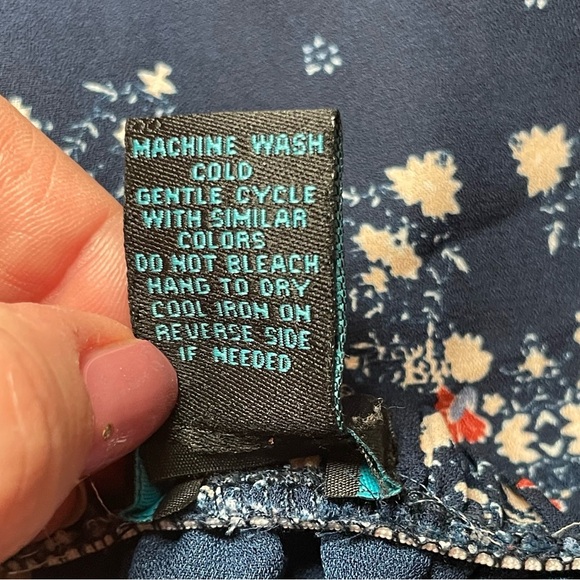 MACHINE WASH
COLD
GENTLE CYCLE
WITH SIMILAR
COLORS
DO NOT BLEACH
HANG TO DRY
COOL IRON ON
REVERSE SIDE
IF NEEDED